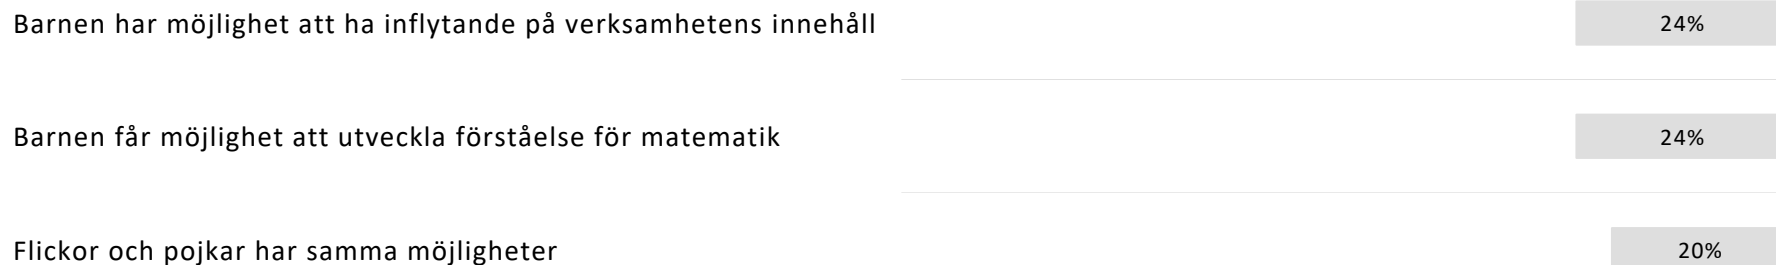 Barnen har möjlighet att ha inflytande på verksamhetens innehåll 24%
Barnen får möjlighet att utveckla förståelse för matematik 24%
Flickor och pojkar har samma möjligheter 20%